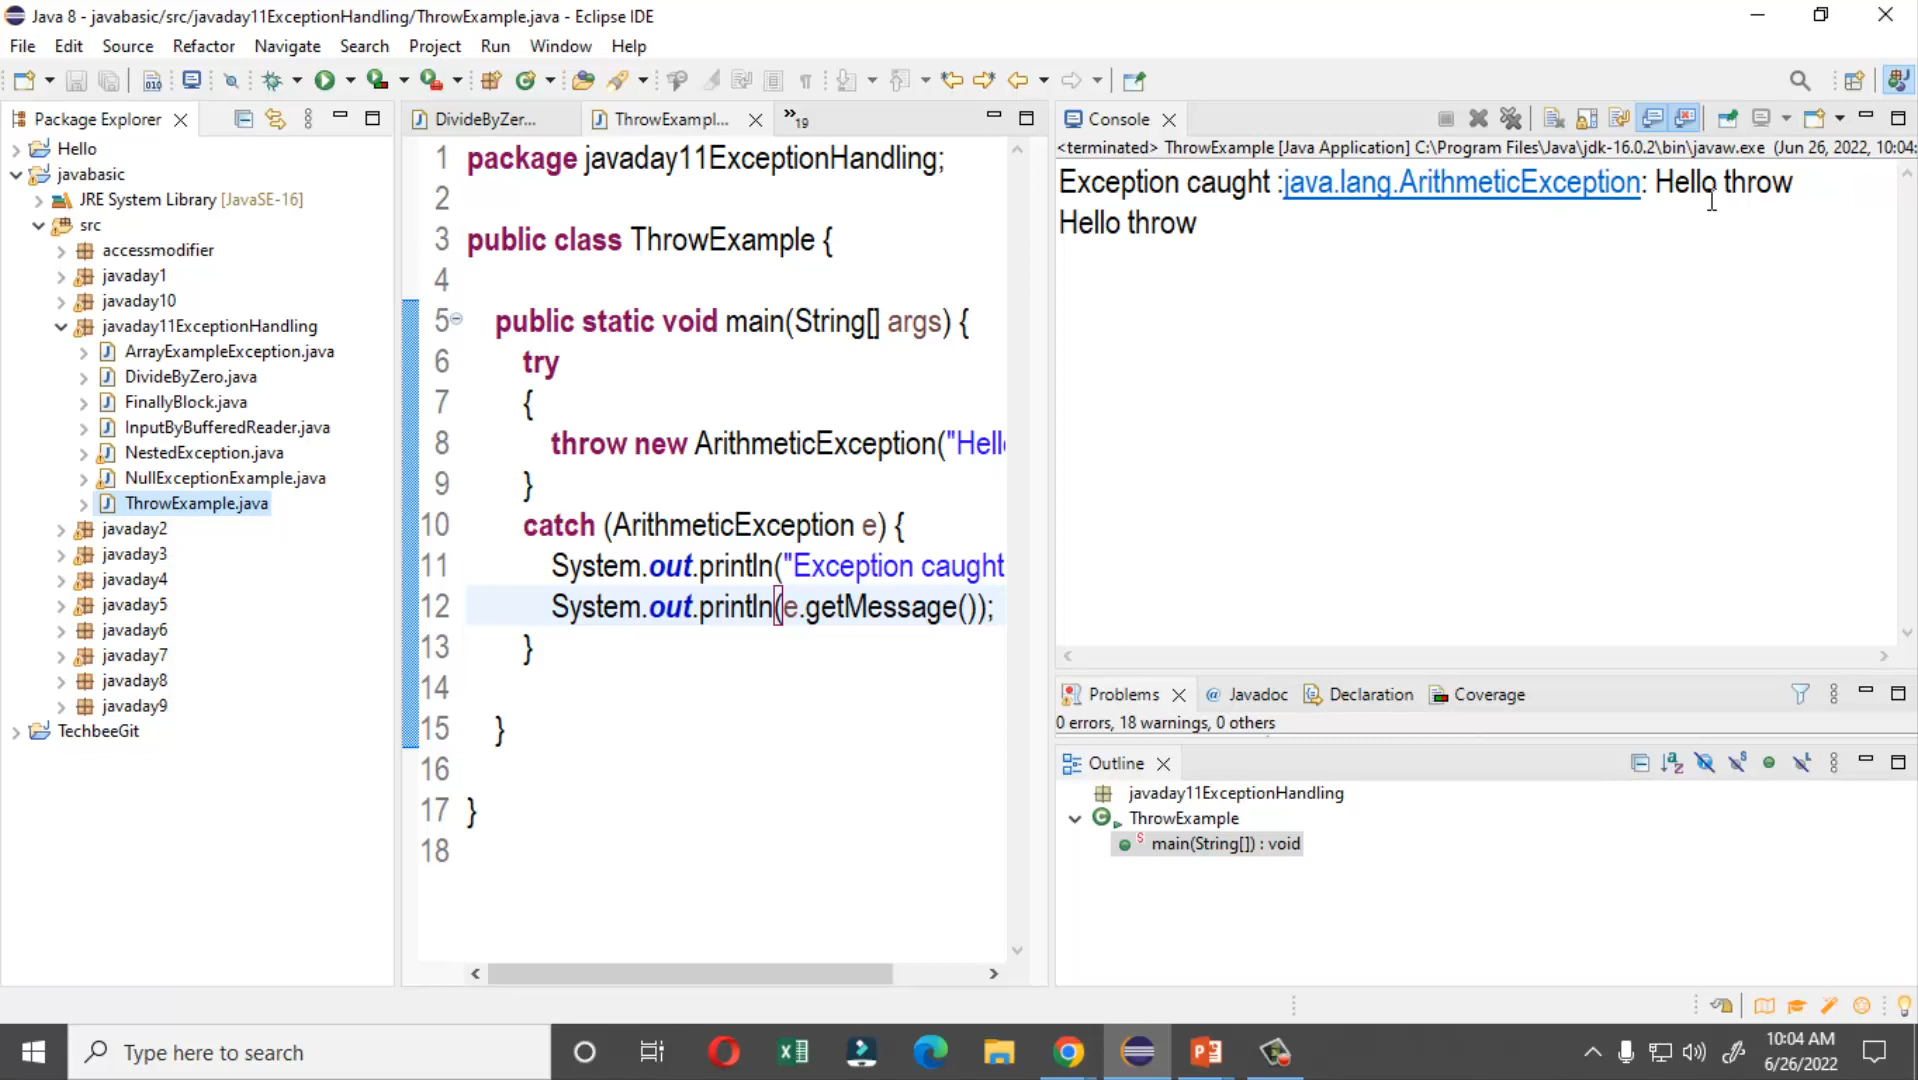 Java 8 - javabasic/src/javaday11ExceptionHandling/ThrowExample.java - Eclipse IDE
File Edit Source Refactor Navigate Search Project Run Window Help
Package Explorer
Hello
javabasic
JRE System Library [JavaSE-16]
src
accessmodifier
javaday1
javaday10
javaday11ExceptionHandling
ArrayExampleException.java
DivideByZero.java
FinallyBlock.java
InputByBufferedReader.java
NestedException.java
NullExceptionExample.java
ThrowExample.java
javaday2
javaday3
javaday4
javaday5
javaday6
javaday7
javaday8
javaday9
TechbeeGit
DivideByZer... ThrowExampl... »19
1 package javaday11ExceptionHandling;
2
3 public class ThrowExample {
4
5 public static void main(String[] args) {
6 try
7 {
8 throw new ArithmeticException("Hell
9 }
10 catch (ArithmeticException e) {
11 System.out.println("Exception caught
12 System.out.println(e.getMessage());
13 }
14
15 }
16
17 }
18
Console
<terminated> ThrowExample [Java Application] C:\Program Files\Java\jdk-16.0.2\bin\javaw.exe (Jun 26, 2022, 10:04:
Exception caught :java.lang.ArithmeticException: Hello throw
Hello throw
Problems @ Javadoc Declaration Coverage
0 errors, 18 warnings, 0 others
Outline
javaday11ExceptionHandling
ThrowExample
main(String[]) : void
Type here to search
10:04 AM
6/26/2022